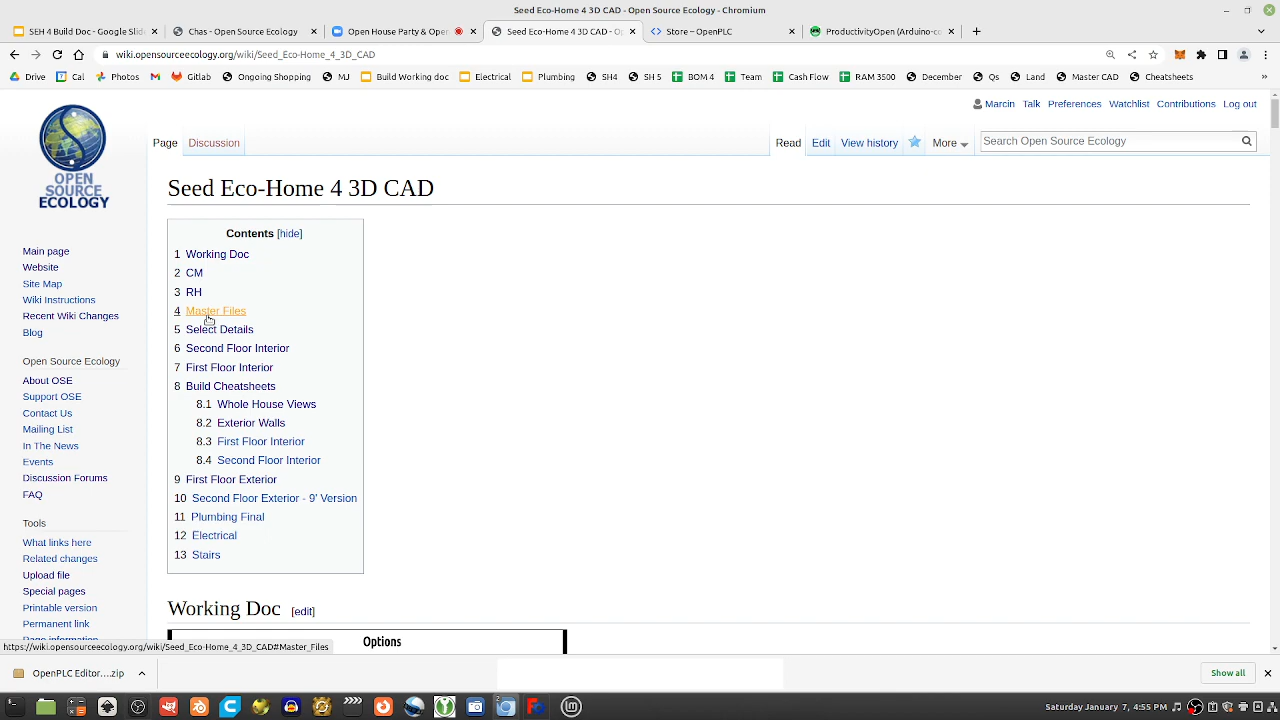 Seed Eco-Home 4 3D CAD - Open Source Ecology - Chromium
SEH 4 Build Doc - Google Slid
Chas - Open Source Ecology
Open House Party & Oper
Seed Eco-Home 4 3D CAD - O
Store – OpenPLC
ProductivityOpen (Arduino-c
wiki.opensourceecology.org/wiki/Seed_Eco-Home_4_3D_CAD
Drive
Cal
Photos
Gitlab
Ongoing Shopping
MJ
Building Working doc
Electrical
Plumbing
SH4
SH 5
BOM 4
Team
Cash Flow
RAM 3500
December
Qs
Land
Master CAD
Cheatsheets
»
Marcin Talk Preferences Watchlist Contributions Log out
Page Discussion
Read Edit View history More
Search Open Source Ecology
OPEN
SOURCE
ECOLOGY
Main page
Website
Site Map
Wiki Instructions
Recent Wiki Changes
Blog
Open Source Ecology
About OSE
Support OSE
Contact Us
Mailing List
In The News
Events
Discussion Forums
FAQ
Tools
What links here
Related changes
Upload file
Special pages
Printable version
Permanent link
Page information
Seed Eco-Home 4 3D CAD
Contents [hide]
1 Working Doc
2 CM
3 RH
4 Master Files
5 Select Details
6 Second Floor Interior
7 First Floor Interior
8 Build Cheatsheets
8.1 Whole House Views
8.2 Exterior Walls
8.3 First Floor Interior
8.4 Second Floor Interior
9 First Floor Exterior
10 Second Floor Exterior - 9' Version
11 Plumbing Final
12 Electrical
13 Stairs
Working Doc [edit]
Options
https://wiki.opensourceecology.org/wiki/Seed_Eco-Home_4_3D_CAD#Master_Files
OpenPLC Editor....zip
Show all
Saturday January 7, 4:55 PM